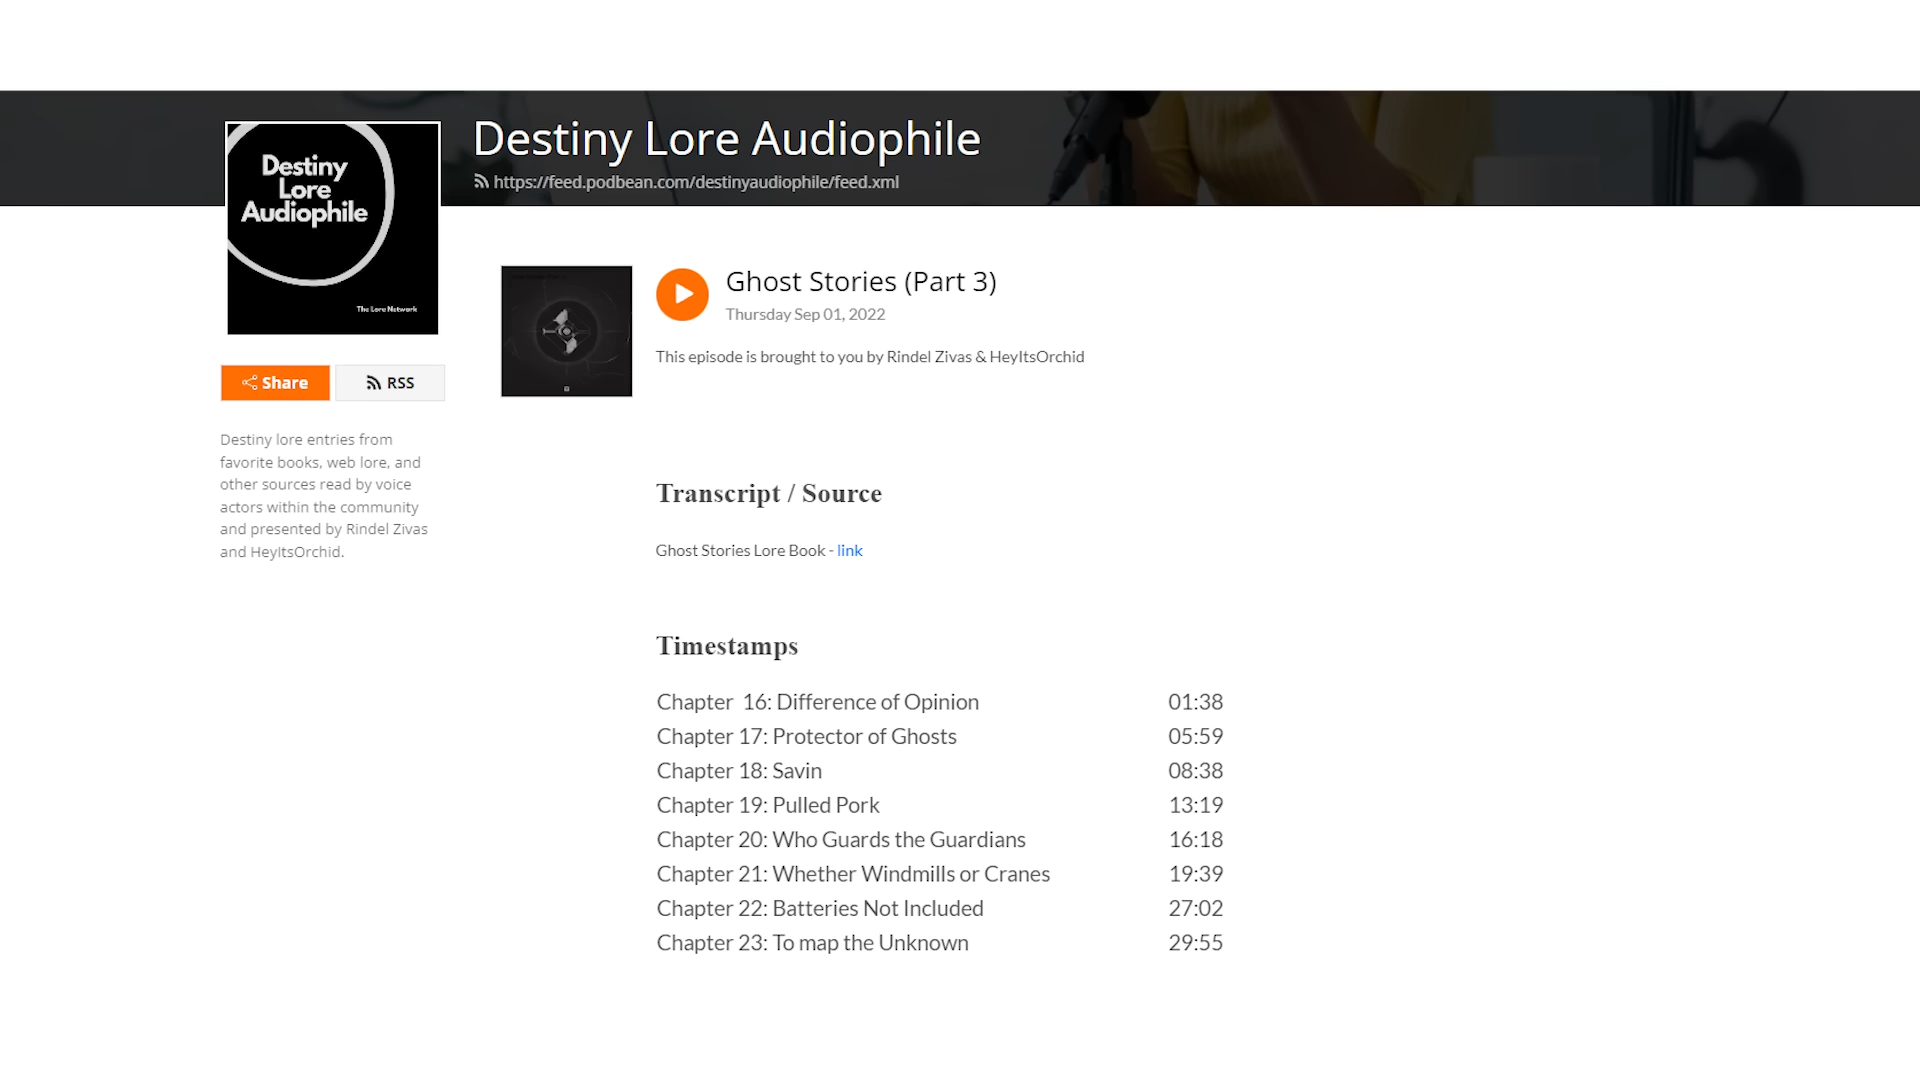 Destiny Lore Audiophile
https://feed.podbean.com/destinyaudiophile/feed.xml
Destiny
Lore
Audiophile
The Lore Network
Share
RSS
Destiny lore entries from
favorite books, web lore, and
other sources read by voice
actors within the community
and presented by Rindel Zivas
and HeyItsOrchid.
Ghost Stories (Part 3)
Thursday Sep 01, 2022
This episode is brought to you by Rindel Zivas & HeyItsOrchid
Transcript / Source
Ghost Stories Lore Book - link
Timestamps
Chapter  16: Difference of Opinion 01:38
Chapter 17: Protector of Ghosts 05:59
Chapter 18: Savin 08:38
Chapter 19: Pulled Pork 13:19
Chapter 20: Who Guards the Guardians 16:18
Chapter 21: Whether Windmills or Cranes 19:39
Chapter 22: Batteries Not Included 27:02
Chapter 23: To map the Unknown 29:55